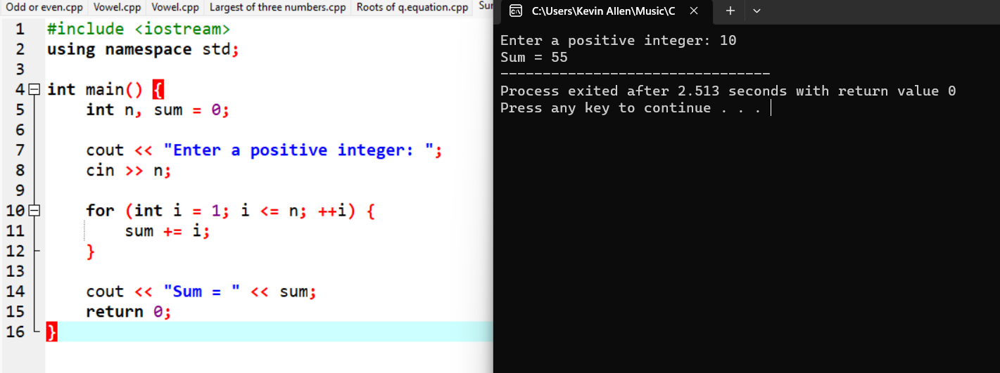 Odd or even.cpp Vowel.cpp Vowel.cpp Largest of three numbers.cpp Roots of q.equation.cpp
1 #include <iostream>
2 using namespace std;
3
4 int main() {
5 int n, sum = 0;
6
7 cout << "Enter a positive integer: ";
8 cin >> n;
9
10 for (int i = 1; i <= n; ++i) {
11 sum += i;
12 }
13
14 cout << "Sum = " << sum;
15 return 0;
16 }
C:\Users\Kevin Allen\Music\C
Enter a positive integer: 10
Sum = 55
--------------------------------
Process exited after 2.513 seconds with return value 0
Press any key to continue . . .